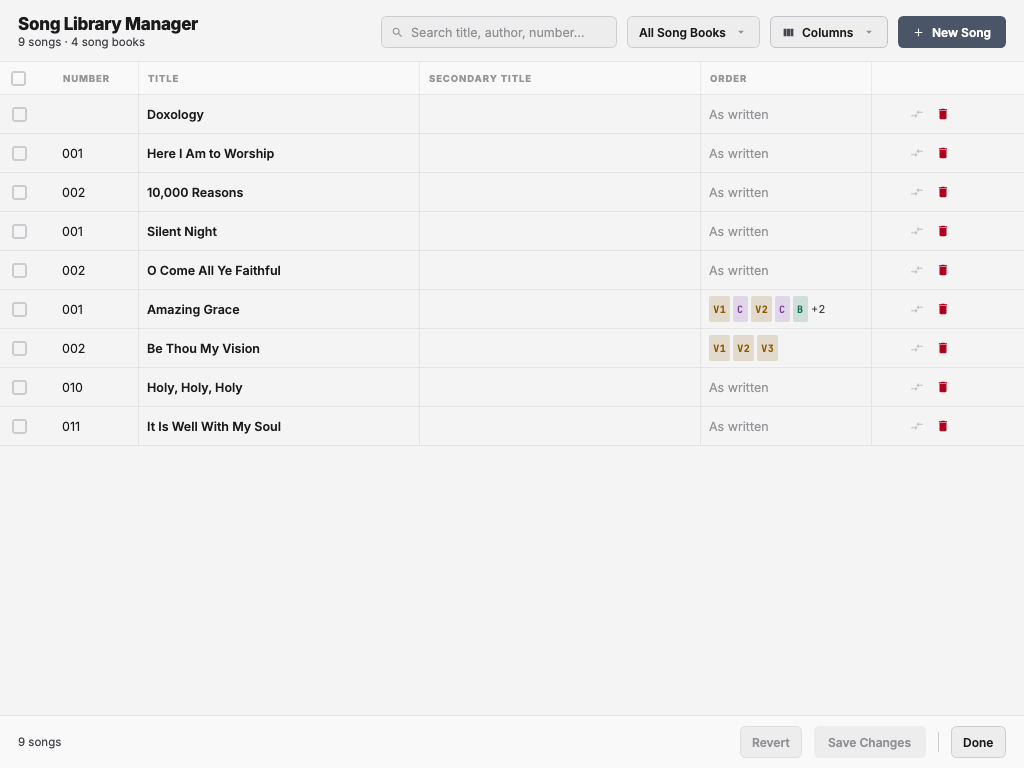 Song Library Manager
9 songs · 4 song books
Search title, author, number...
All Song Books
Columns
New Song
NUMBER TITLE SECONDARY TITLE ORDER
Doxology As written
001 Here I Am to Worship As written
002 10,000 Reasons As written
001 Silent Night As written
002 O Come All Ye Faithful As written
001 Amazing Grace V1 C V2 C B +2
002 Be Thou My Vision V1 V2 V3
010 Holy, Holy, Holy As written
011 It Is Well With My Soul As written
9 songs
Revert
Save Changes
Done